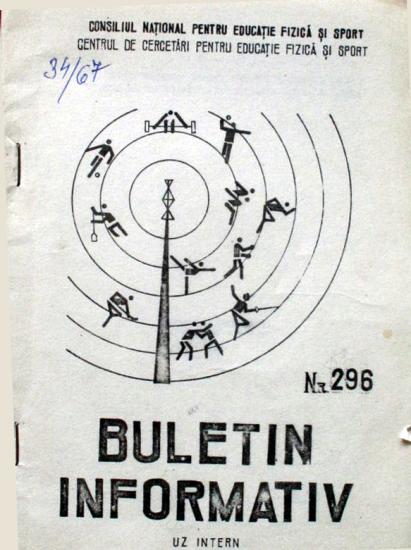 CONSILIUL NAȚIONAL PENTRU EDUCAȚIE FIZICĂ ȘI SPORT
CENTRUL DE CERCETĂRI PENTRU EDUCAȚIE FIZICĂ ȘI SPORT
34/67
Nr. 296
BULETIN
INFORMATIV
UZ INTERN